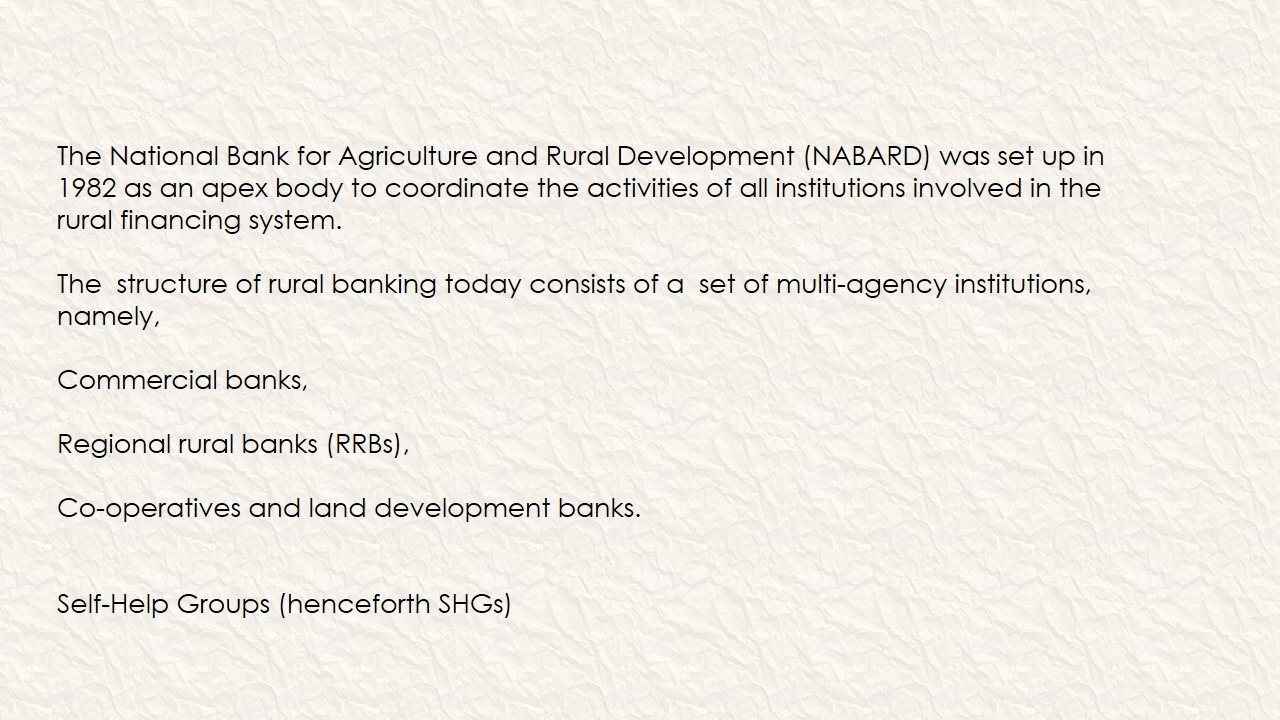 The National Bank for Agriculture and Rural Development (NABARD) was set up in
1982 as an apex body to coordinate the activities of all institutions involved in the
rural financing system.
The  structure of rural banking today consists of a  set of multi-agency institutions,
namely,
Commercial banks,
Regional rural banks (RRBs),
Co-operatives and land development banks.
Self-Help Groups (henceforth SHGs)